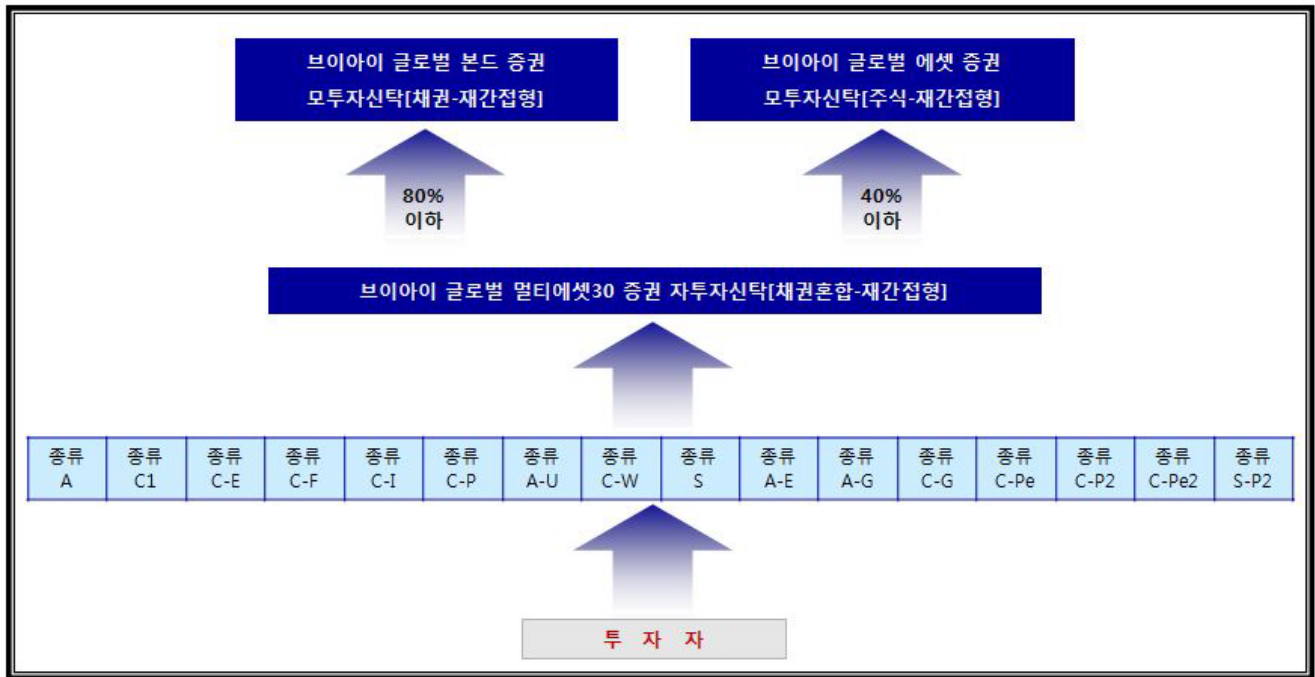 브이아이 글로벌 본드 증권
모투자신탁[채권-재간접형]
브이아이 글로벌 에셋 증권
모투자신탁[주식-재간접형]
80%
이하
40%
이하
브이아이 글로벌 멀티에셋30 증권 자투자신탁[채권혼합-재간접형]
종류
A
종류
C1
종류
C-E
종류
C-F
종류
C-I
종류
C-P
종류
A-U
종류
C-W
종류
S
종류
A-E
종류
A-G
종류
C-G
종류
C-Pe
종류
C-P2
종류
C-Pe2
종류
S-P2
투 자 자